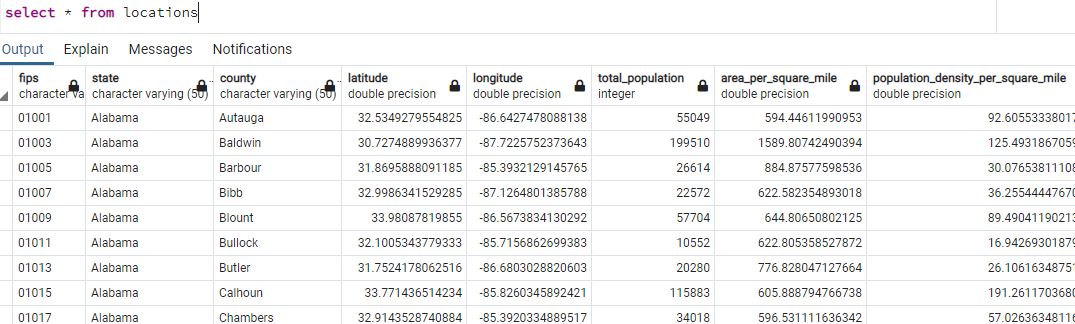 select * from locations
Output Explain Messages Notifications
fips state county latitude longitude total_population area_per_square_mile population_density_per_square_mile
character va character varying (50) character varying (50) double precision double precision integer double precision double precision
01001 Alabama Autauga 32.5349279554825 -86.6427478088138 55049 594.44611990953 92.60553338017
01003 Alabama Baldwin 30.7274889936377 -87.7225752373643 199510 1589.80742490394 125.4931867059
01005 Alabama Barbour 31.8695888091185 -85.3932129145765 26614 884.87577598536 30.07653811108
01007 Alabama Bibb 32.9986341529285 -87.1264801385788 22572 622.582354893018 36.2554447670
01009 Alabama Blount 33.98087819855 -86.5673834130292 57704 644.80650802125 89.49041190213
01011 Alabama Bullock 32.1005343779333 -85.7156862699383 10552 622.805358527872 16.94269301879
01013 Alabama Butler 31.7524178062516 -86.6803028820603 20280 776.828047127664 26.10616348751
01015 Alabama Calhoun 33.771436514234 -85.8260345892421 115883 605.888794766738 191.2611703680
01017 Alabama Chambers 32.9143528740884 -85.3920334889517 34018 596.531111636342 57.02636348116